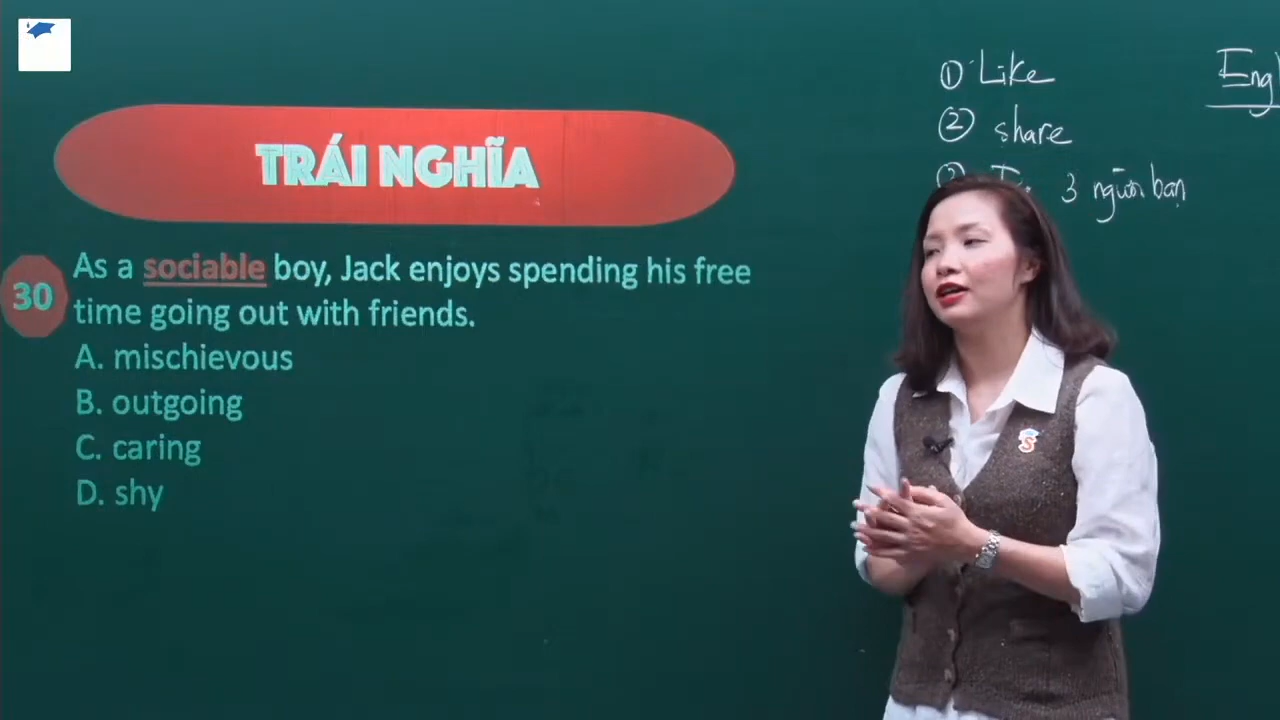 TRÁI NGHĨA
30
As a sociable boy, Jack enjoys spending his free
time going out with friends.
A. mischievous
B. outgoing
C. caring
D. shy
① Like
② share
3 người bạn
Eng
S